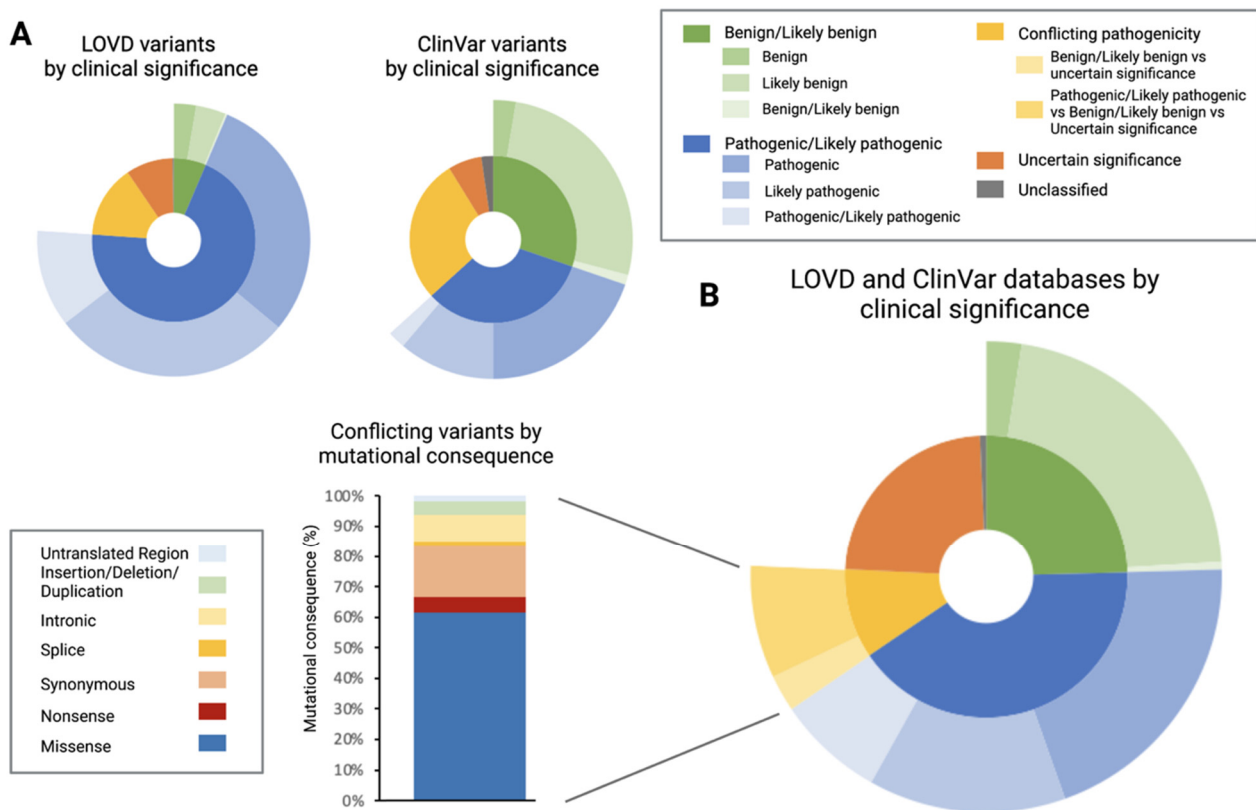 A
LOVD variants
by clinical significance
ClinVar variants
by clinical significance
Benign/Likely benign
Benign
Likely benign
Benign/Likely benign
Pathogenic/Likely pathogenic
Pathogenic
Likely pathogenic
Pathogenic/Likely pathogenic
Conflicting pathogenicity
Benign/Likely benign vs
uncertain significance
Pathogenic/Likely pathogenic
vs Benign/Likely benign vs
Uncertain significance
Uncertain significance
Unclassified
B
LOVD and ClinVar databases by
clinical significance
Conflicting variants by
mutational consequence
Mutational consequence (%)
100%
90%
80%
70%
60%
50%
40%
30%
20%
10%
0%
Untranslated Region
Insertion/Deletion/
Duplication
Intronic
Splice
Synonymous
Nonsense
Missense